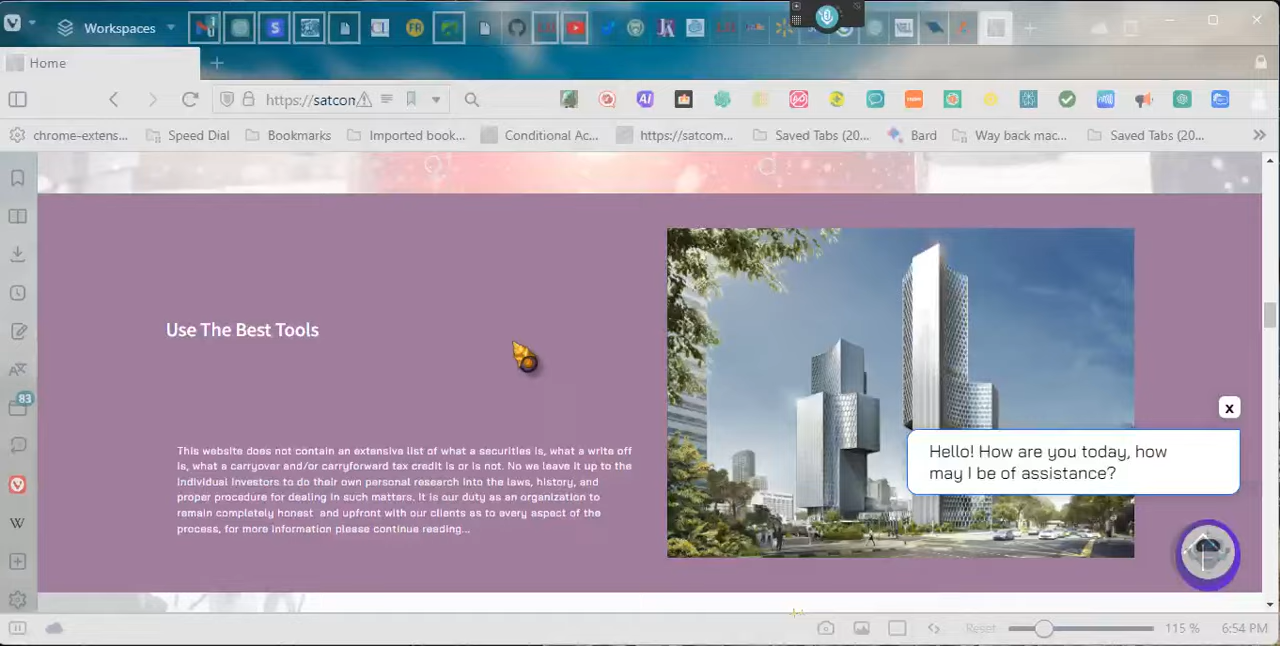 Workspaces
Home
https://satcon
chrome-extens...
Speed Dial
Bookmarks
Imported book...
Conditional Ac...
https://satcom...
Saved Tabs (20...
Bard
Way back mac...
Saved Tabs (20...
Use The Best Tools
This website does not contain an extensive list of what a securities is, what a write off
is, what a carryover and/or carryforward tax credit is or is not. No we leave it up to the
individual investors to do their own personal research into the laws, history, and
proper procedure for dealing in such matters. It is our duty as an organization to
remain completely honest and upfront with our clients as to every aspect of the
process, for more information please continue reading...
x
Hello! How are you today, how
may I be of assistance?
83
Reset
115 %
6:54 PM